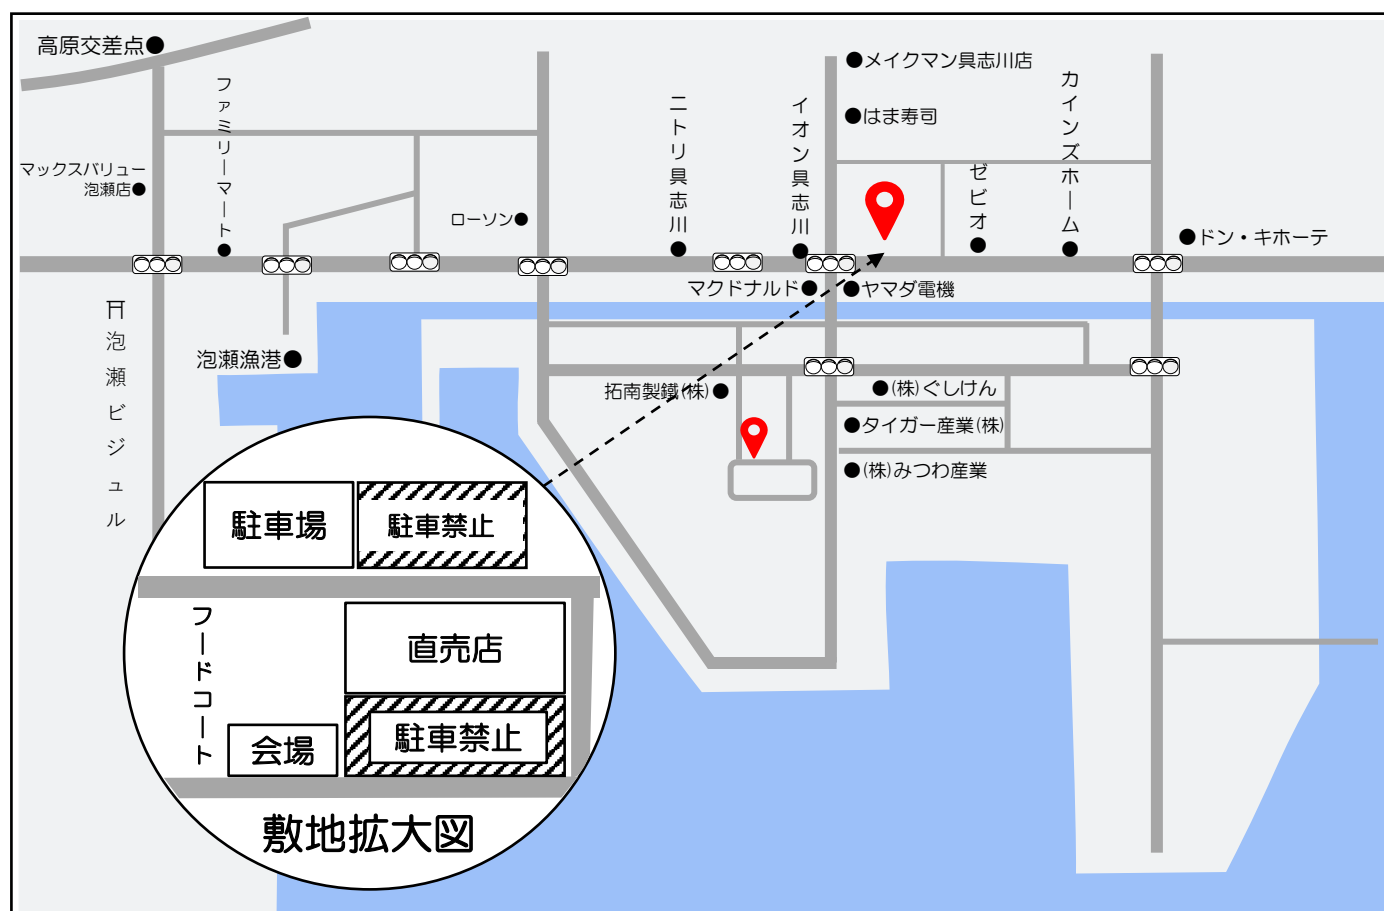 高原交差点
メイクマン具志川店
はま寿司
ファミリーマート
ニトリ具志川
イオン具志川
カインズホーム
ゼビオ
マックスバリュー
泡瀬店
ローソン
ドン・キホーテ
マクドナルド
ヤマダ電機
泡瀬ビジュル
泡瀬漁港
拓南製鐵(株)
(株)ぐしけん
タイガー産業(株)
(株)みつわ産業
駐車場
駐車禁止
フードコート
直売店
会場
駐車禁止
敷地拡大図